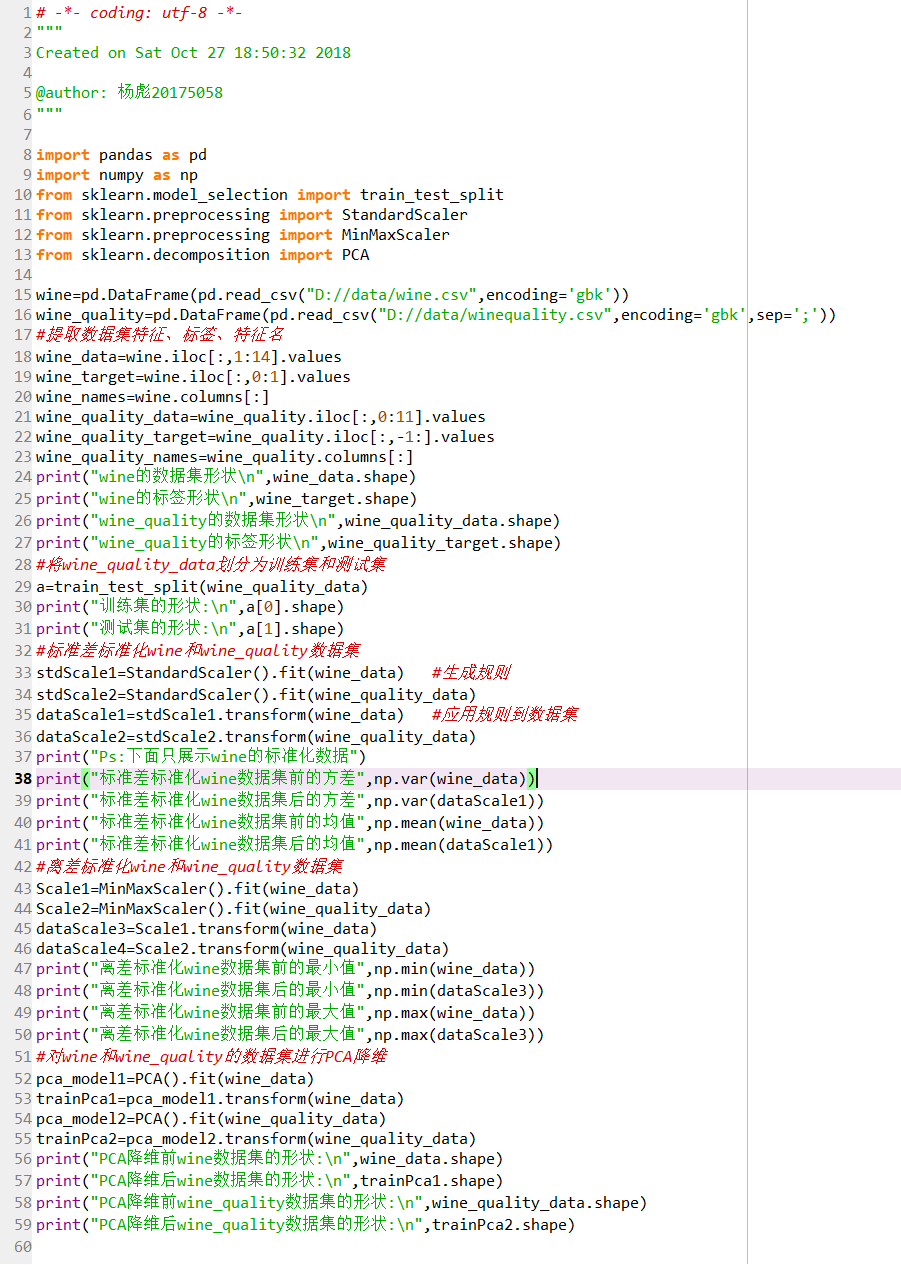 1 # -*- coding: utf-8 -*-
2 """
3 Created on Sat Oct 27 18:50:32 2018
4
5 @author: 杨彪20175058
6 """
7
8 import pandas as pd
9 import numpy as np
10 from sklearn.model_selection import train_test_split
11 from sklearn.preprocessing import StandardScaler
12 from sklearn.preprocessing import MinMaxScaler
13 from sklearn.decomposition import PCA
14
15 wine=pd.DataFrame(pd.read_csv("D://data/wine.csv",encoding='gbk'))
16 wine_quality=pd.DataFrame(pd.read_csv("D://data/winequality.csv",encoding='gbk',sep=';'))
17 #提取数据集特征、标签、特征名
18 wine_data=wine.iloc[:,1:14].values
19 wine_target=wine.iloc[:,0:1].values
20 wine_names=wine.columns[:]
21 wine_quality_data=wine_quality.iloc[:,0:11].values
22 wine_quality_target=wine_quality.iloc[:,-1:].values
23 wine_quality_names=wine_quality.columns[:]
24 print("wine的数据集形状\n",wine_data.shape)
25 print("wine的标签形状\n",wine_target.shape)
26 print("wine_quality的数据集形状\n",wine_quality_data.shape)
27 print("wine_quality的标签形状\n",wine_quality_target.shape)
28 #将wine_quality_data划分为训练集和测试集
29 a=train_test_split(wine_quality_data)
30 print("训练集的形状:\n",a[0].shape)
31 print("测试集的形状:\n",a[1].shape)
32 #标准差标准化wine和wine_quality数据集
33 stdScale1=StandardScaler().fit(wine_data)   #生成规则
34 stdScale2=StandardScaler().fit(wine_quality_data)
35 dataScale1=stdScale1.transform(wine_data)   #应用规则到数据集
36 dataScale2=stdScale2.transform(wine_quality_data)
37 print("Ps:下面只展示wine的标准化数据")
38 print("标准差标准化wine数据集前的方差",np.var(wine_data))
39 print("标准差标准化wine数据集后的方差",np.var(dataScale1))
40 print("标准差标准化wine数据集前的均值",np.mean(wine_data))
41 print("标准差标准化wine数据集后的均值",np.mean(dataScale1))
42 #离差标准化wine和wine_quality数据集
43 Scale1=MinMaxScaler().fit(wine_data)
44 Scale2=MinMaxScaler().fit(wine_quality_data)
45 dataScale3=Scale1.transform(wine_data)
46 dataScale4=Scale2.transform(wine_quality_data)
47 print("离差标准化wine数据集前的最小值",np.min(wine_data))
48 print("离差标准化wine数据集后的最小值",np.min(dataScale3))
49 print("离差标准化wine数据集前的最大值",np.max(wine_data))
50 print("离差标准化wine数据集后的最大值",np.max(dataScale3))
51 #对wine和wine_quality的数据集进行PCA降维
52 pca_model1=PCA().fit(wine_data)
53 trainPca1=pca_model1.transform(wine_data)
54 pca_model2=PCA().fit(wine_quality_data)
55 trainPca2=pca_model2.transform(wine_quality_data)
56 print("PCA降维前wine数据集的形状:\n",wine_data.shape)
57 print("PCA降维后wine数据集的形状:\n",trainPca1.shape)
58 print("PCA降维前wine_quality数据集的形状:\n",wine_quality_data.shape)
59 print("PCA降维后wine_quality数据集的形状:\n",trainPca2.shape)
60